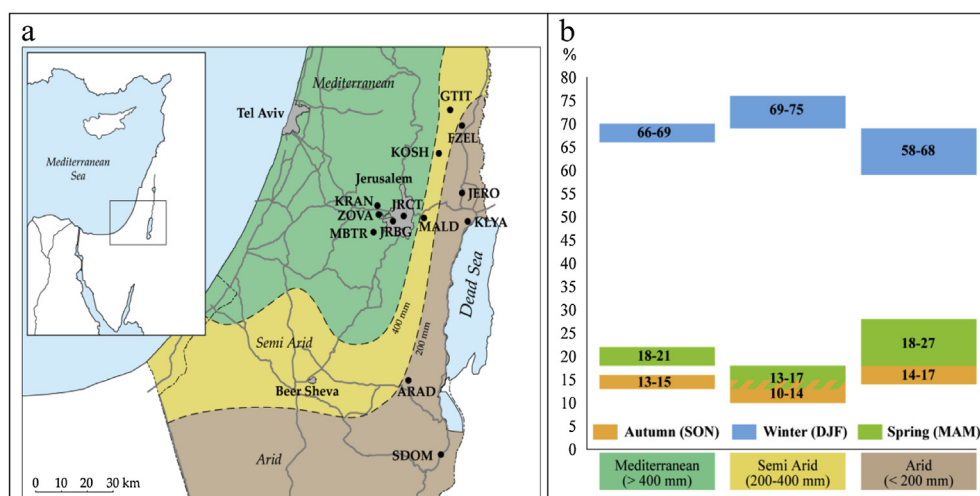 a
Mediterranean
Sea
Mediterranean
Tel Aviv
GTIT
FZEL
KOSH
Jerusalem
JERO
KRAN
JRCT
ZOVA
MBTR
JRBG
MALD
KLYA
Dead Sea
400 mm
200 mm
Semi Arid
Beer Sheva
ARAD
SDOM
Arid
0 10 20 30 km
b
%
80
75
70
65
60
55
50
45
40
35
30
25
20
15
10
5
0
66-69
69-75
58-68
18-21
13-17
18-27
13-15
10-14
14-17
Autumn (SON)
Winter (DJF)
Spring (MAM)
Mediterranean
(> 400 mm)
Semi Arid
(200-400 mm)
Arid
(< 200 mm)